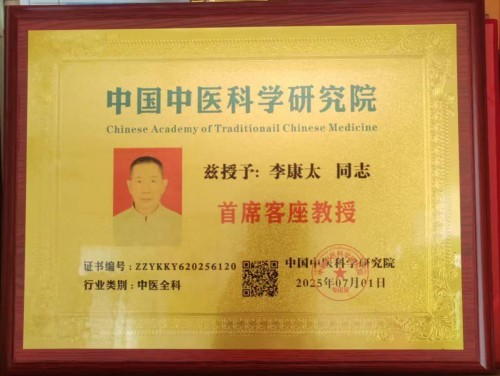 中国中医科学研究院
Chinese Academy of Traditionail Chinese Medicine
兹授予: 李康太 同志
首席客座教授
证书编号: ZZYKKY620256120
行业类别: 中医全科
中国中医科学研究院
2025年07月01日